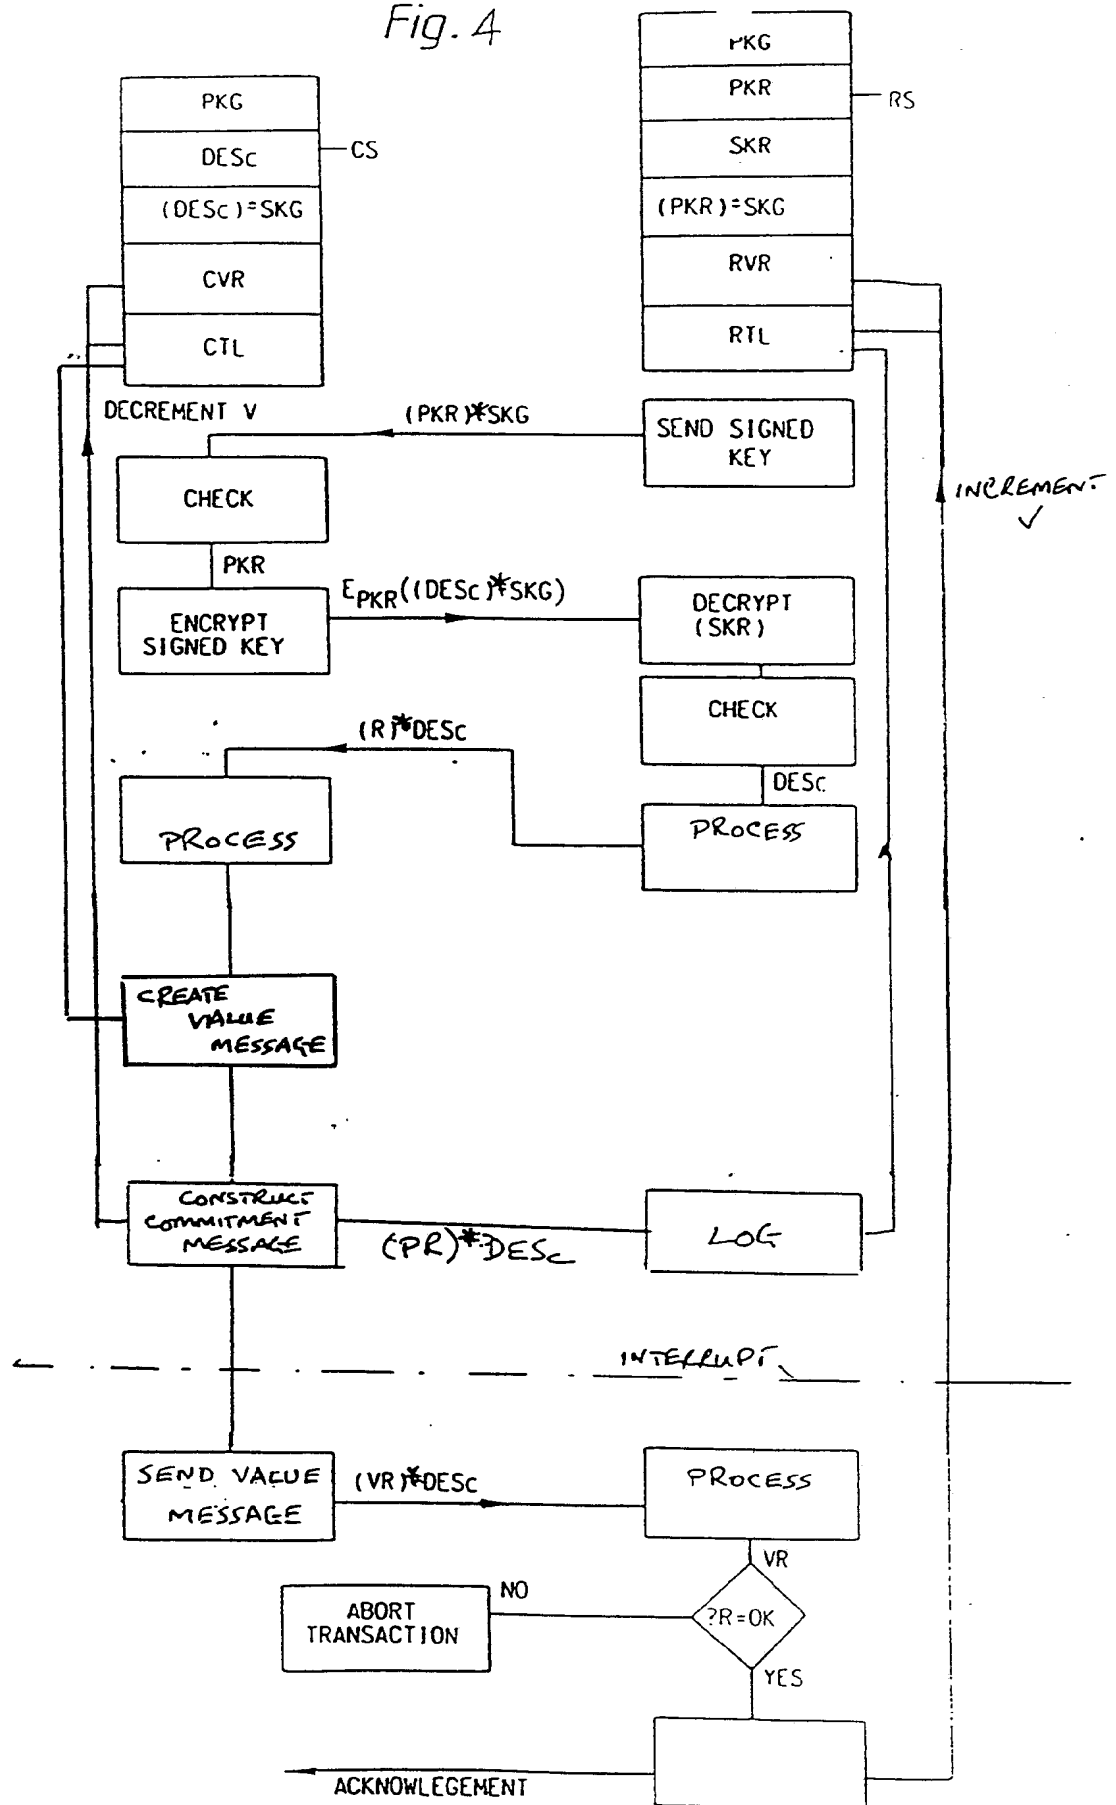 Fig. 4
PKG
DESc
CS
(DESc)=SKG
CVR
CTL
PKG
PKR
RS
SKR
(PKR)=SKG
RVR
RTL
DECREMENT V
(PKR)*SKG
SEND SIGNED
KEY
CHECK
INCREMENT
V
PKR
ENCRYPT
SIGNED KEY
EPKR((DESc)*SKG)
DECRYPT
(SKR)
CHECK
DESc
(R)*DESc
PROCESS
PROCESS
CREATE
VALUE
MESSAGE
CONSTRUCT
COMMITMENT
MESSAGE
(PR)*DESc
LOG
INTERRUPT
SEND VALUE
MESSAGE
(VR)*DESc
PROCESS
VR
?R=OK
NO
ABORT
TRANSACTION
YES
ACKNOWLEGEMENT